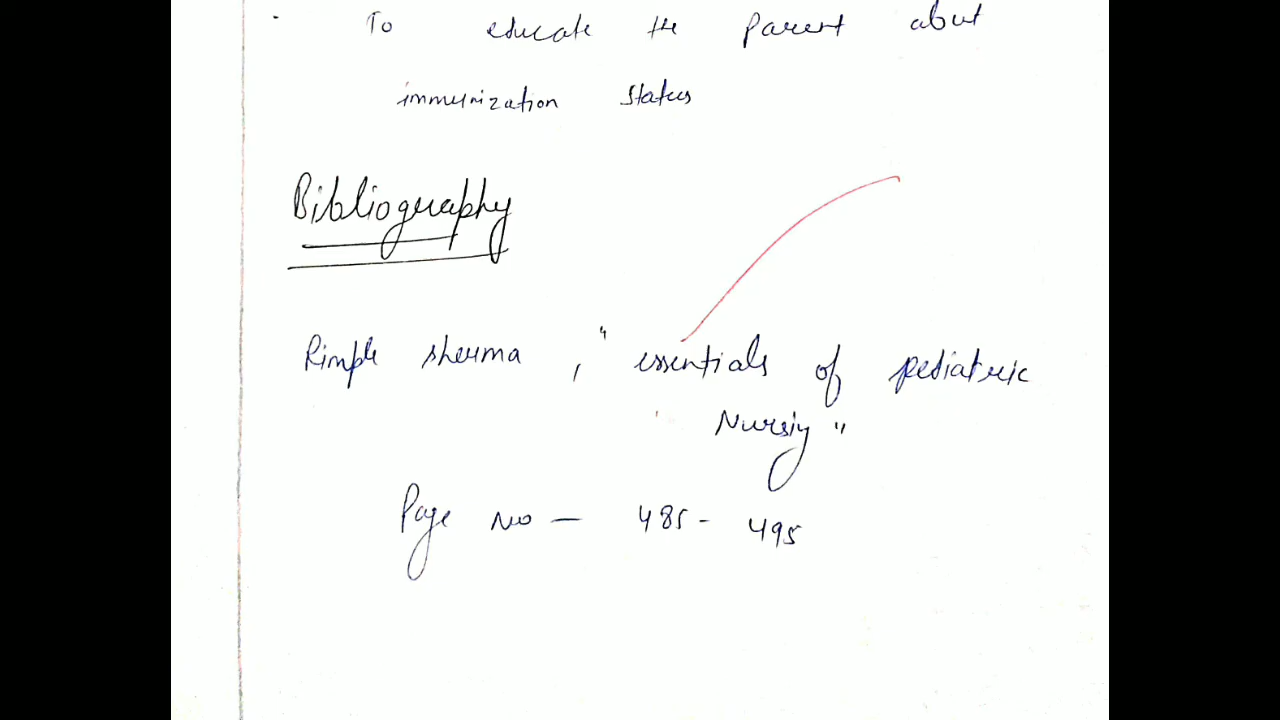 To educate the Parent about
immunization status
Bibliography
Rimple sharma, "essentials of pediatric
Nursing"
Page no — 485 - 495